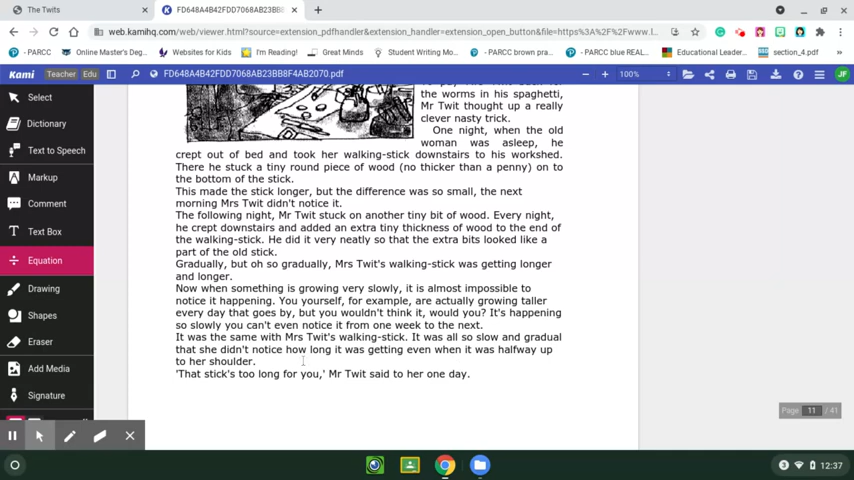 The Twits
FD648A4B42FDD7068AB23BB8F
web.kamihq.com/web/viewer.html?source=extension_pdfhandler&extension_handler=extension_open_button&file=https%3A%2F%2Fwww.l...
PARCC
Online Master's Deg...
Websites for Kids
I'm Reading!
Great Minds
Student Writing Mo...
PARCC brown pra...
PARCC blue REAL...
Educational Leader...
section_4.pdf
Kami
Teacher
Edu
FD648A4B42FDD7068AB23BB8F4AB2070.pdf
100%
JF
Select
Dictionary
Text to Speech
Markup
Comment
Text Box
Equation
Drawing
Shapes
Eraser
Add Media
Signature
the worms in his spaghetti,
Mr Twit thought up a really
clever nasty trick.
One night, when the old
woman was asleep, he
crept out of bed and took her walking-stick downstairs to his workshed.
There he stuck a tiny round piece of wood (no thicker than a penny) on to
the bottom of the stick.
This made the stick longer, but the difference was so small, the next
morning Mrs Twit didn't notice it.
The following night, Mr Twit stuck on another tiny bit of wood. Every night,
he crept downstairs and added an extra tiny thickness of wood to the end of
the walking-stick. He did it very neatly so that the extra bits looked like a
part of the old stick.
Gradually, but oh so gradually, Mrs Twit's walking-stick was getting longer
and longer.
Now when something is growing very slowly, it is almost impossible to
notice it happening. You yourself, for example, are actually growing taller
every day that goes by, but you wouldn't think it, would you? It's happening
so slowly you can't even notice it from one week to the next.
It was the same with Mrs Twit's walking-stick. It was all so slow and gradual
that she didn't notice how long it was getting even when it was halfway up
to her shoulder.
'That stick's too long for you,' Mr Twit said to her one day.
Page 11 / 41
3
12:37